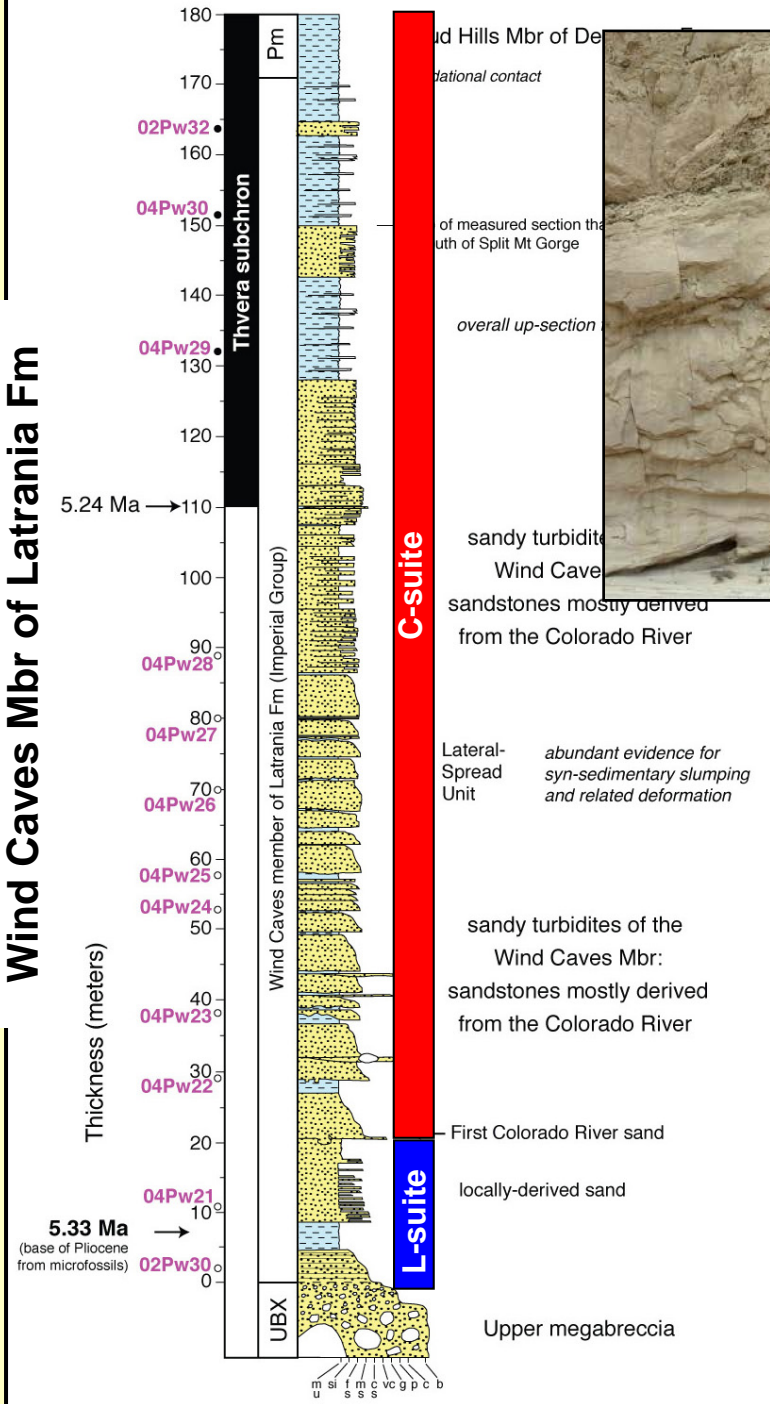 Wind Caves Mbr of Latrania Fm
Thickness (meters)
180
170
160
150
140
130
120
110
100
90
80
70
60
50
40
30
20
10
0
02Pw32
04Pw30
04Pw29
5.24 Ma
04Pw28
04Pw27
04Pw26
04Pw25
04Pw24
04Pw23
04Pw22
04Pw21
5.33 Ma
(base of Pliocene
from microfossils)
02Pw30
Thvera subchron
Pm
Wind Caves member of Latrania Fm (Imperial Group)
UBX
C-suite
L-suite
ud Hills Mbr of De
dational contact
of measured section tha
uth of Split Mt Gorge
overall up-section
sandy turbidite
Wind Cave
sandstones mostly derived
from the Colorado River
Lateral-
Spread
Unit
abundant evidence for
syn-sedimentary slumping
and related deformation
sandy turbidites of the
Wind Caves Mbr:
sandstones mostly derived
from the Colorado River
First Colorado River sand
locally-derived sand
Upper megabreccia
m si f m c vc g p c b
u s s s